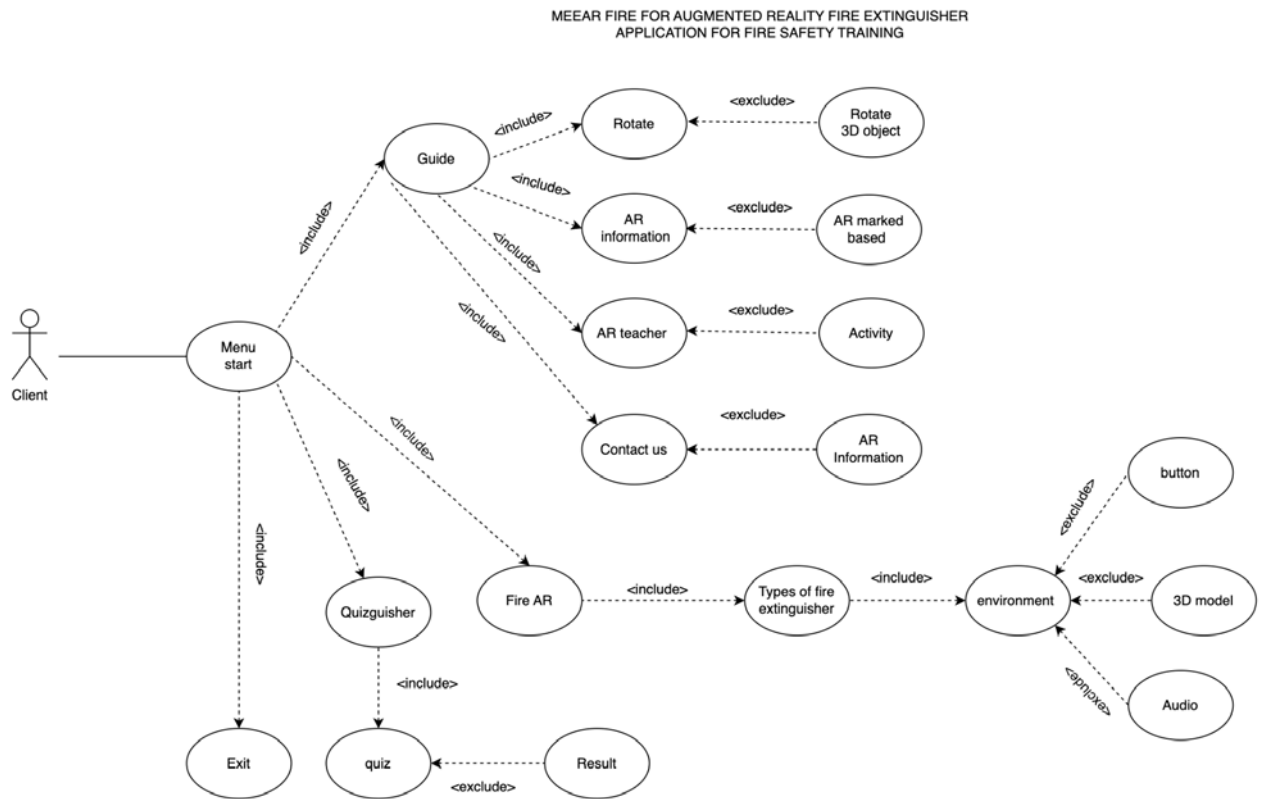 MEEAR FIRE FOR AUGMENTED REALITY FIRE EXTINGUISHER
APPLICATION FOR FIRE SAFETY TRAINING
<exclude>
Rotate
Rotate
3D object
<include>
Guide
<include>
<exclude>
AR
information
AR marked
based
<include>
<include>
<exclude>
AR teacher
Activity
<include>
Menu
start
Client
<exclude>
Contact us
AR
Information
<include>
button
<include>
<exclude>
<include>
Quizguisher
Fire AR
<include>
Types of fire
extinguisher
<include>
environment
<exclude>
3D model
<include>
<exclude>
Audio
Exit
quiz
<exclude>
Result